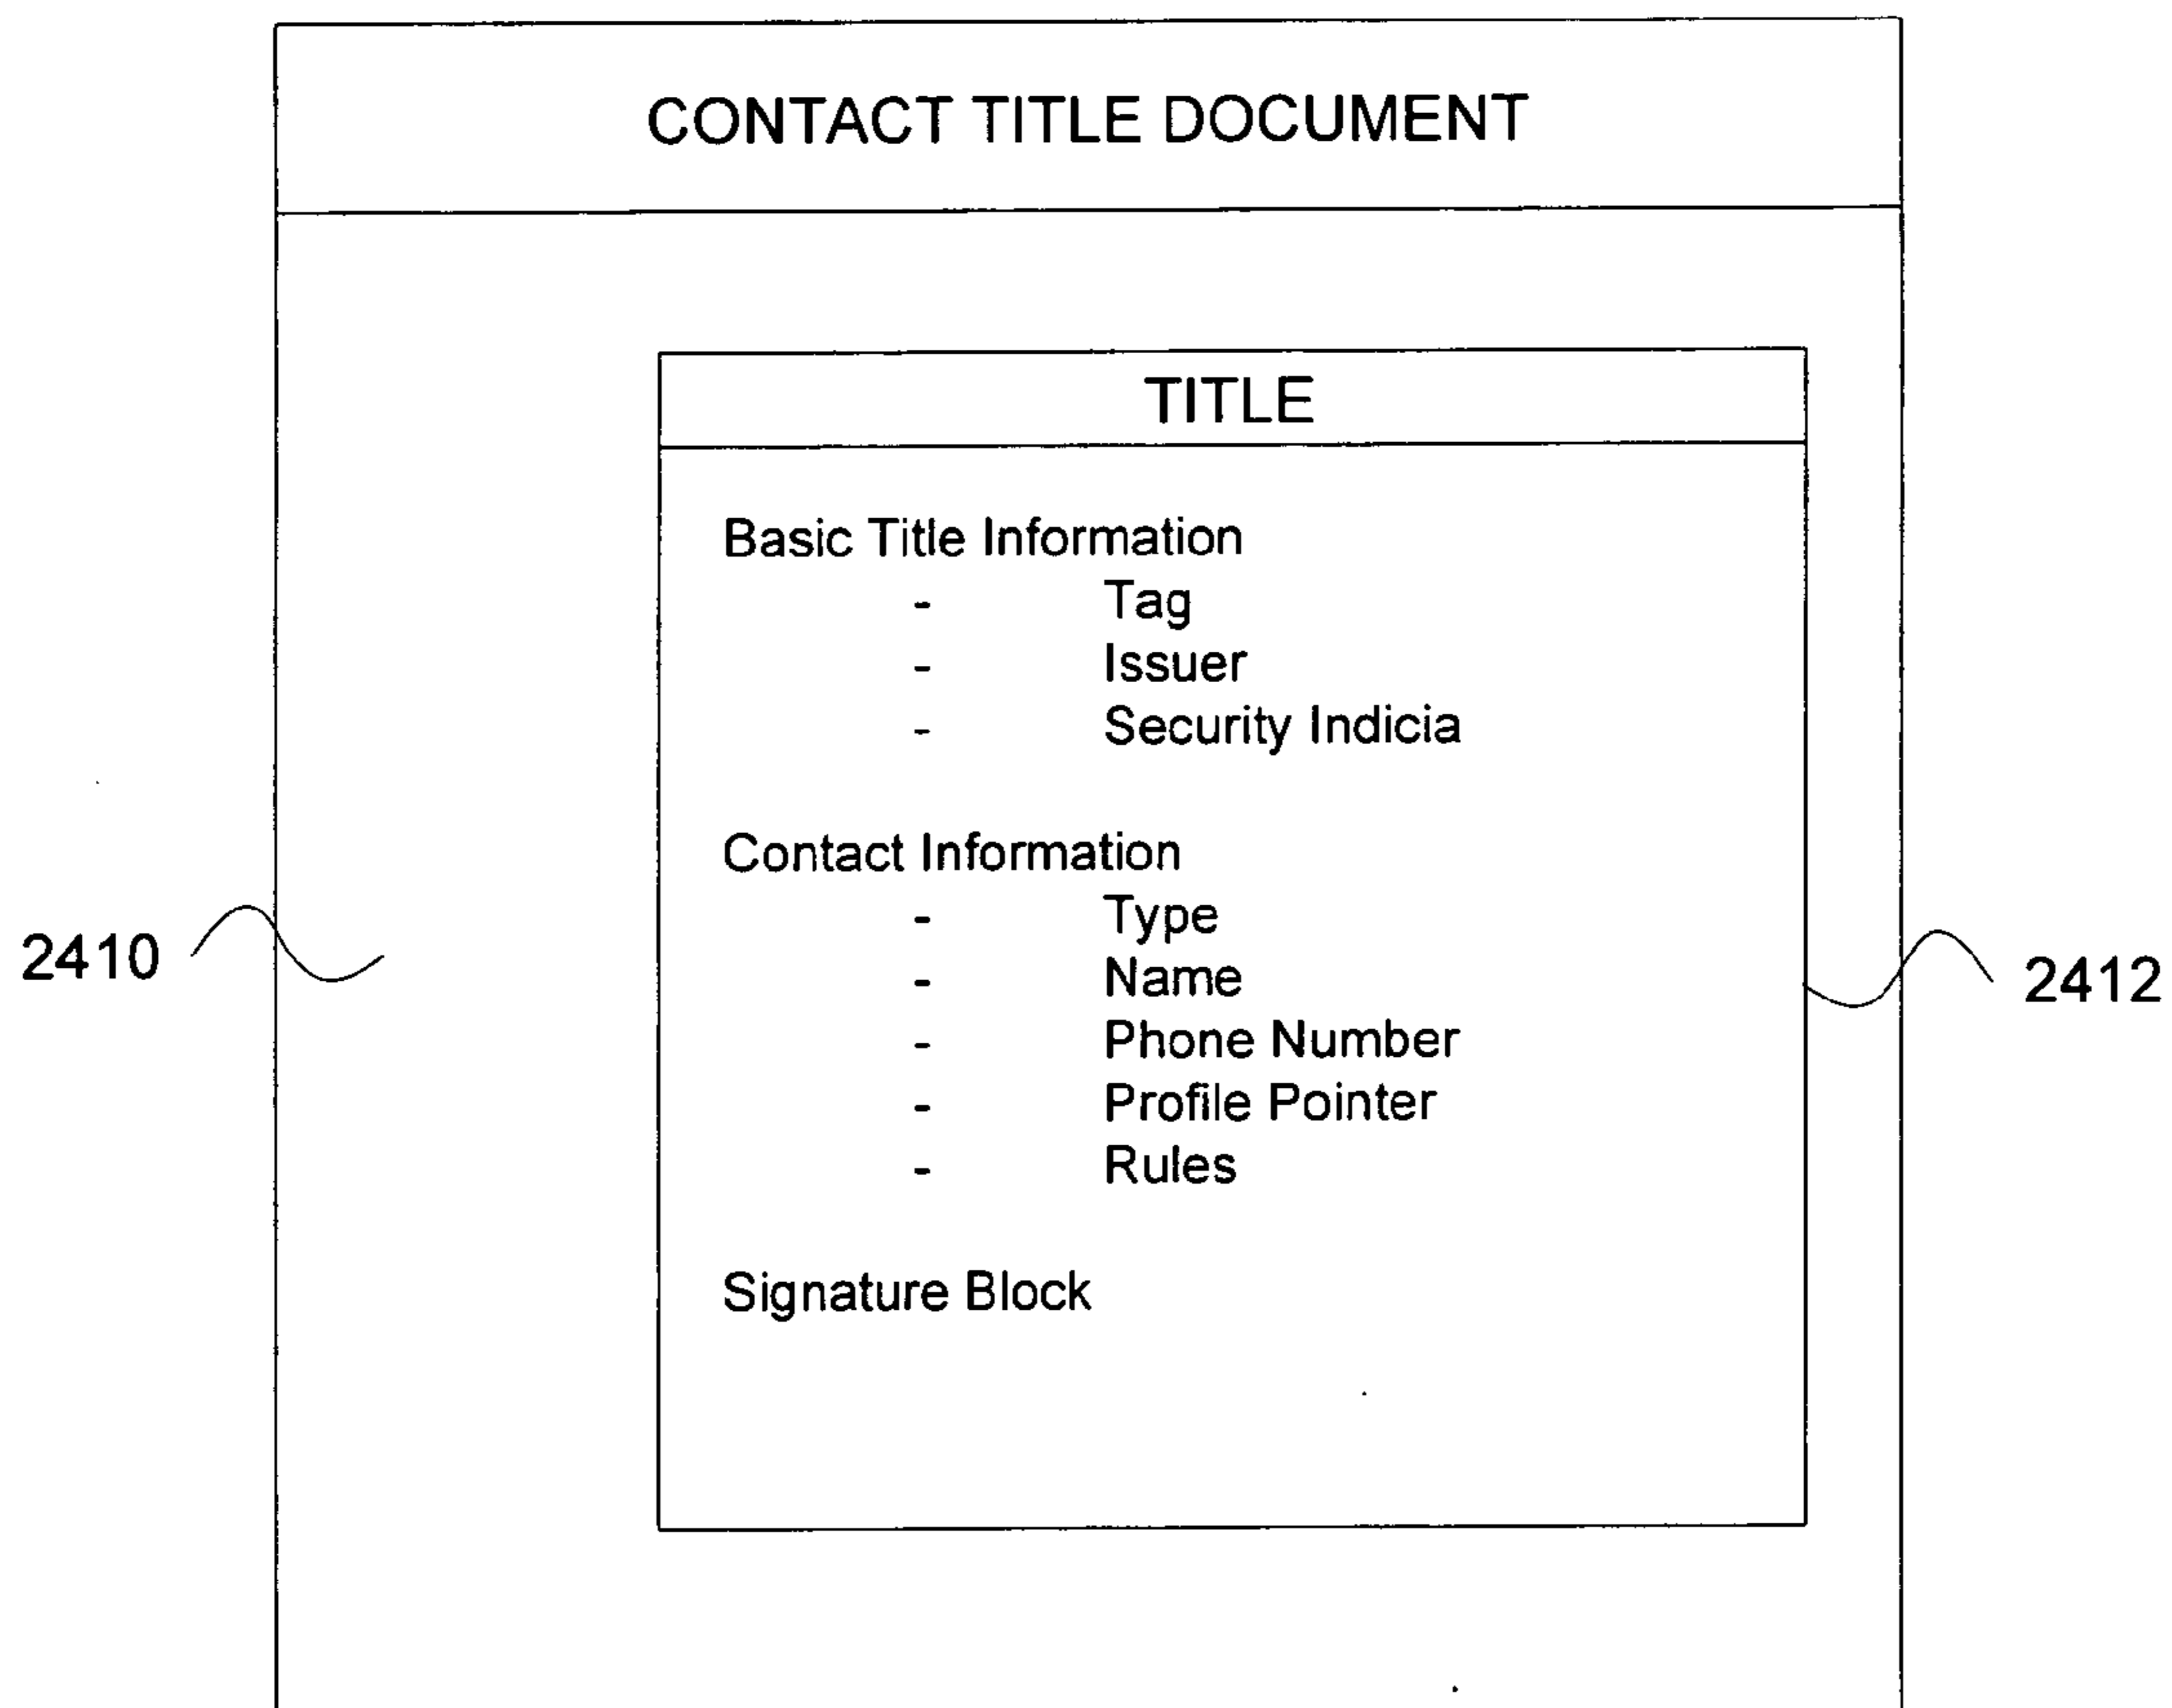 CONTACT TITLE DOCUMENT
TITLE
Basic Title Information
- Tag
- Issuer
- Security Indicia
Contact Information
- Type
- Name
- Phone Number
- Profile Pointer
- Rules
Signature Block
2410
2412